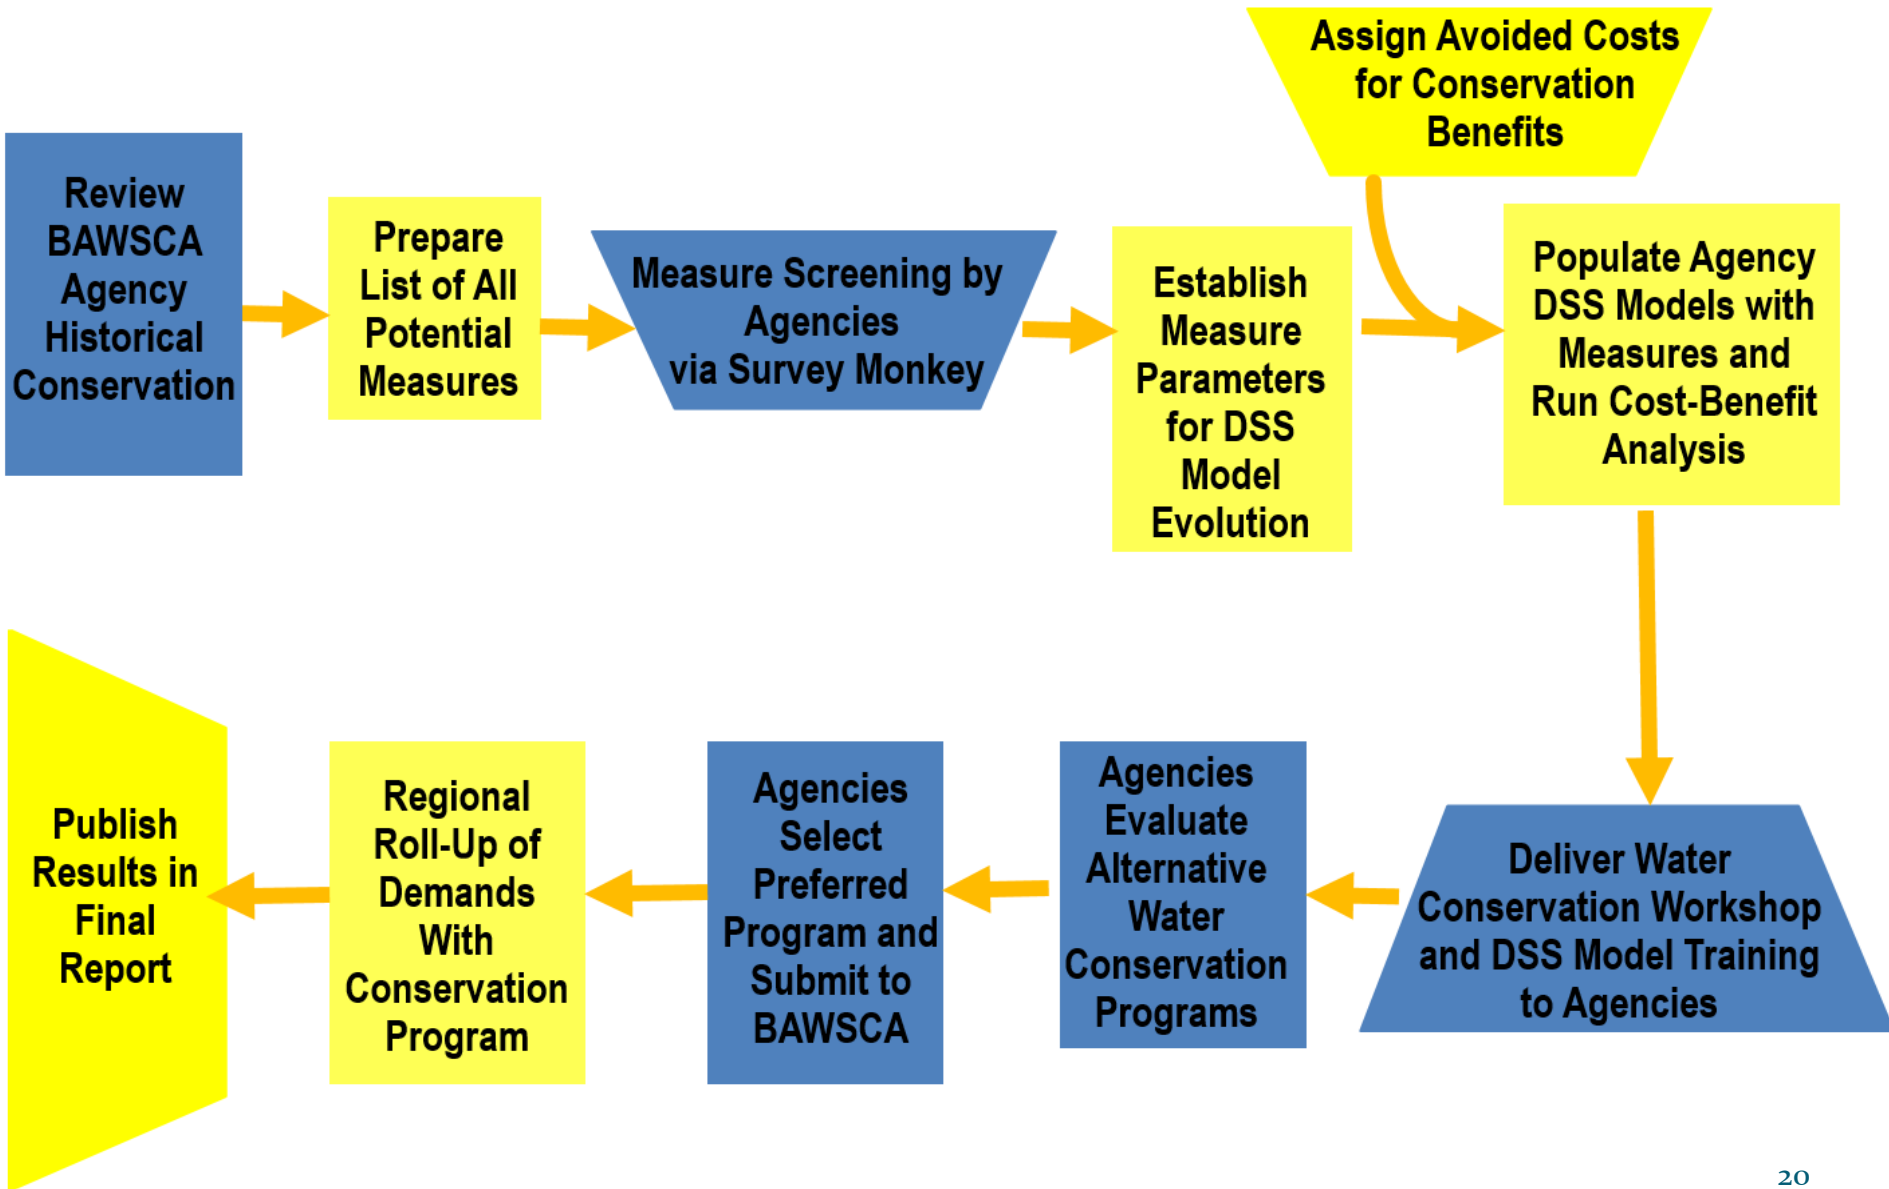 Review
BAWSCA
Agency
Historical
Conservation
Prepare
List of All
Potential
Measures
Measure Screening by
Agencies
via Survey Monkey
Establish
Measure
Parameters
for DSS
Model
Evolution
Assign Avoided Costs
for Conservation
Benefits
Populate Agency
DSS Models with
Measures and
Run Cost-Benefit
Analysis
Deliver Water
Conservation Workshop
and DSS Model Training
to Agencies
Agencies
Evaluate
Alternative
Water
Conservation
Programs
Agencies
Select
Preferred
Program and
Submit to
BAWSCA
Regional
Roll-Up of
Demands
With
Conservation
Program
Publish
Results in
Final
Report
20